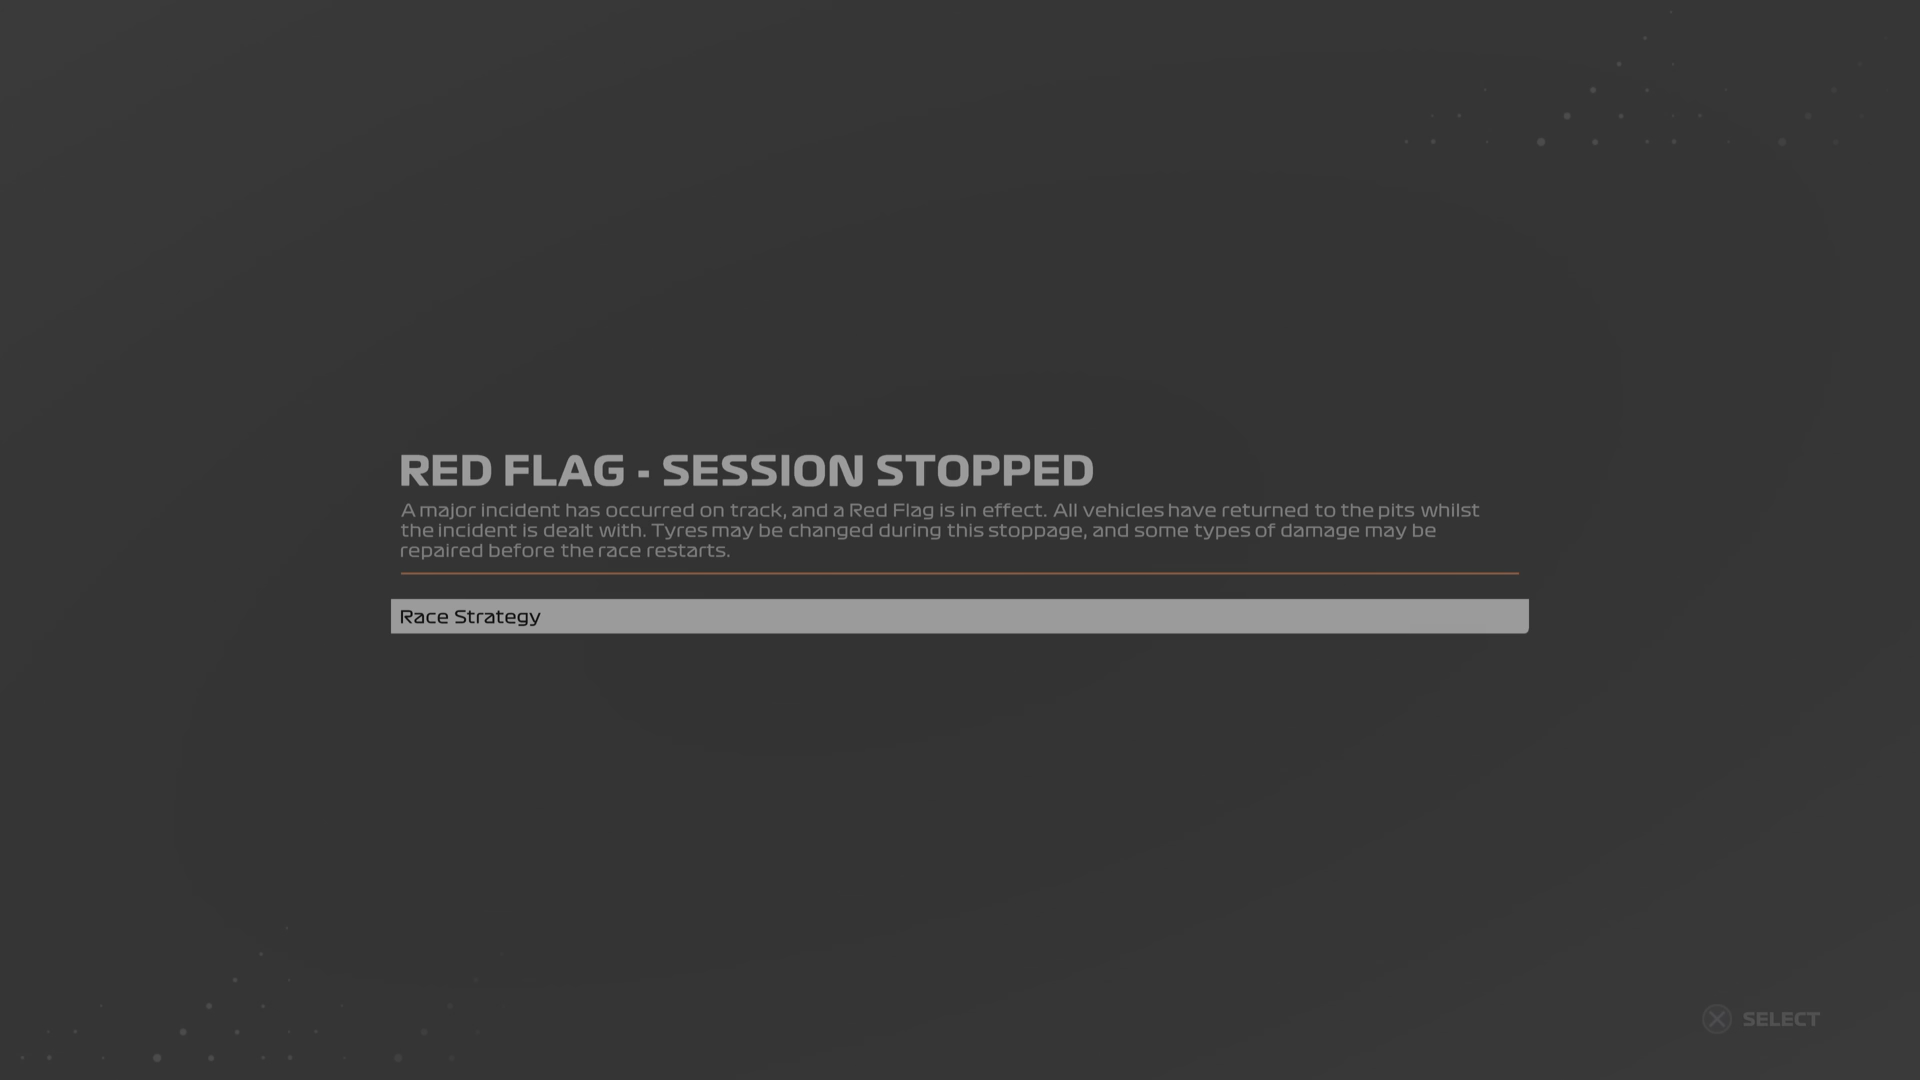 RED FLAG - SESSION STOPPED
A major incident has occurred on track, and a Red Flag is in effect. All vehicles have returned to the pits whilst
the incident is dealt with. Tyres may be changed during this stoppage, and some types of damage may be
repaired before the race restarts.
Race Strategy
SELECT